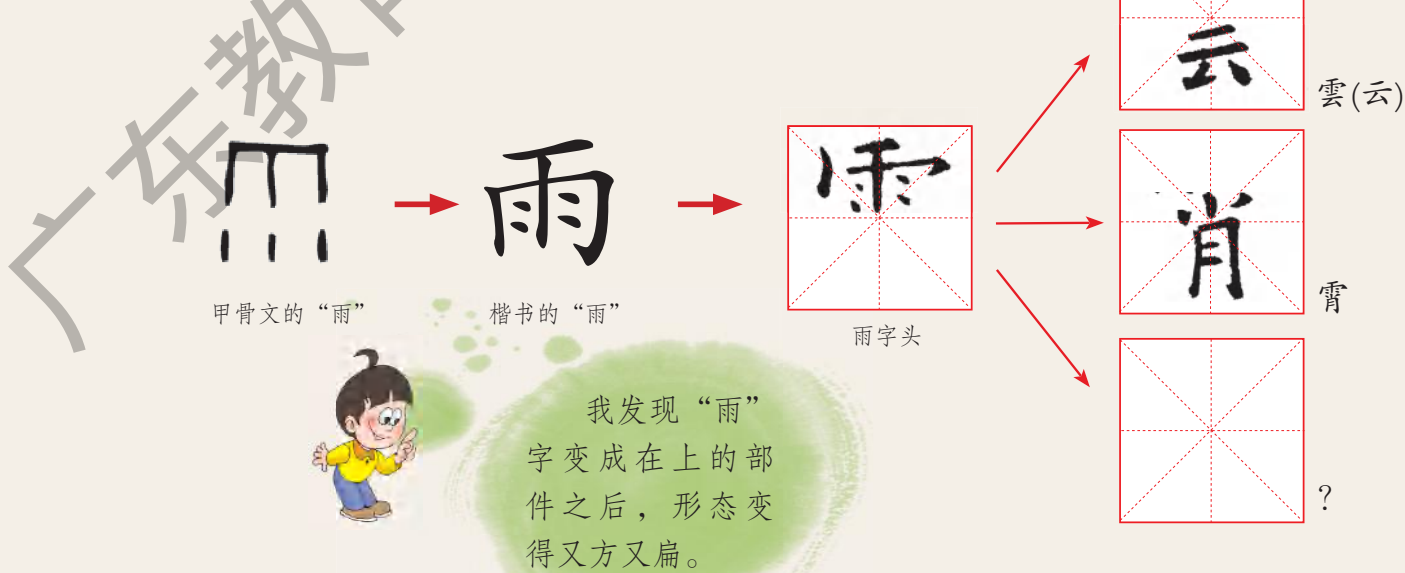 广东教育
雲(云)
云
雨
雨
肖
霄
甲骨文的“雨”
楷书的“雨”
雨字头
?
我发现“雨”
字变成在上的部
件之后，形态变
得又方又扁。